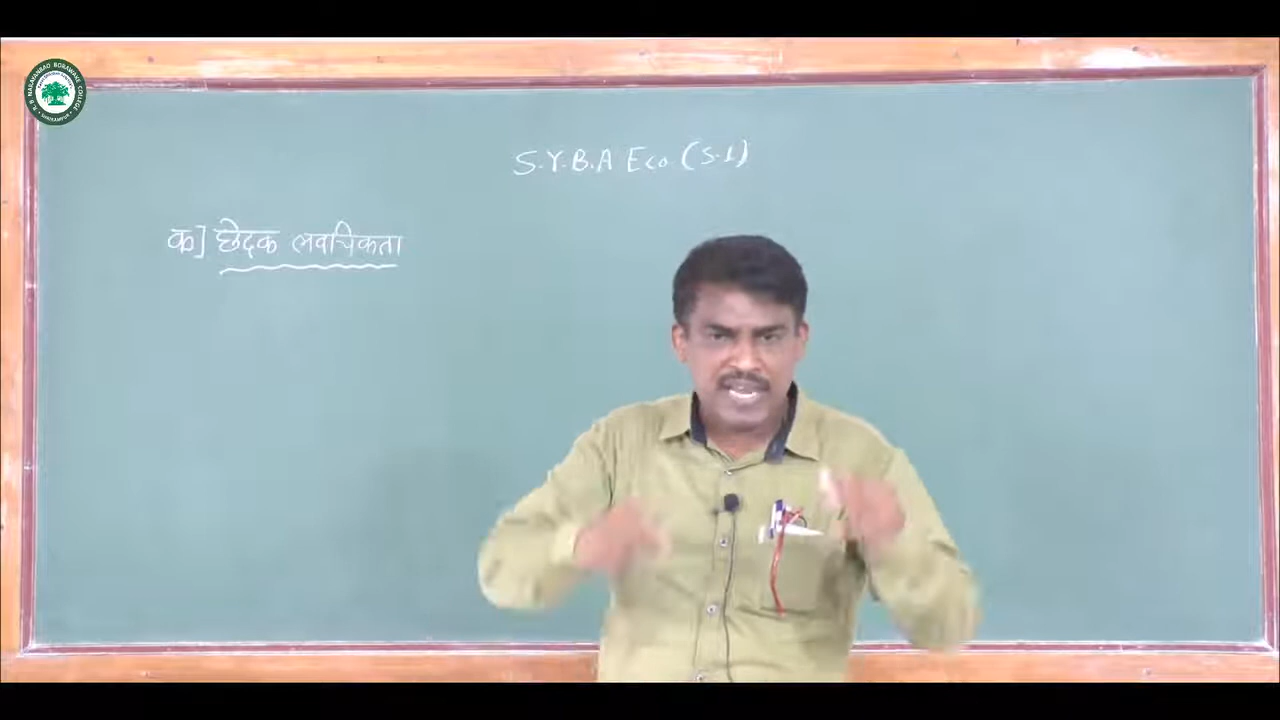 S.Y.B.A Eco. (S-1)
क] छेदक लवचिकता